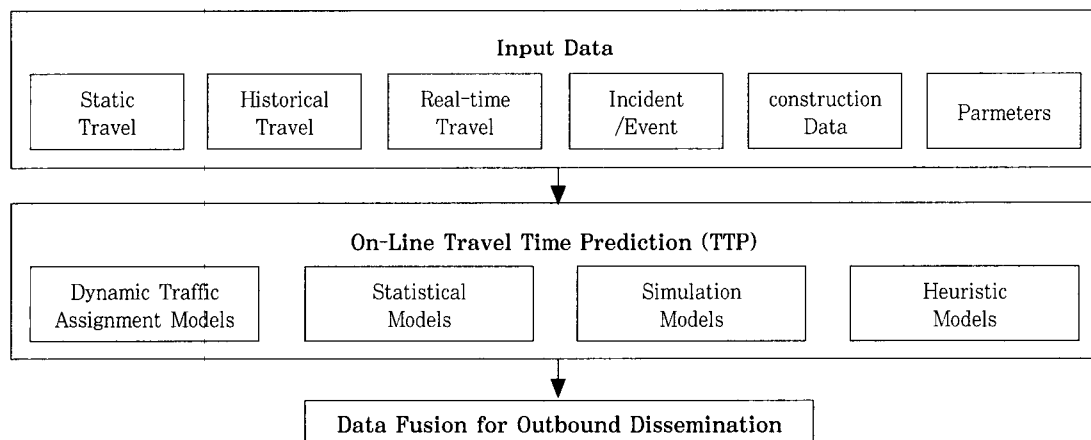 Input Data
Static
Travel
Historical
Travel
Real-time
Travel
Incident
/Event
construction
Data
Parmeters
On-Line Travel Time Prediction (TTP)
Dynamic Traffic
Assignment Models
Statistical
Models
Simulation
Models
Heuristic
Models
Data Fusion for Outbound Dissemination